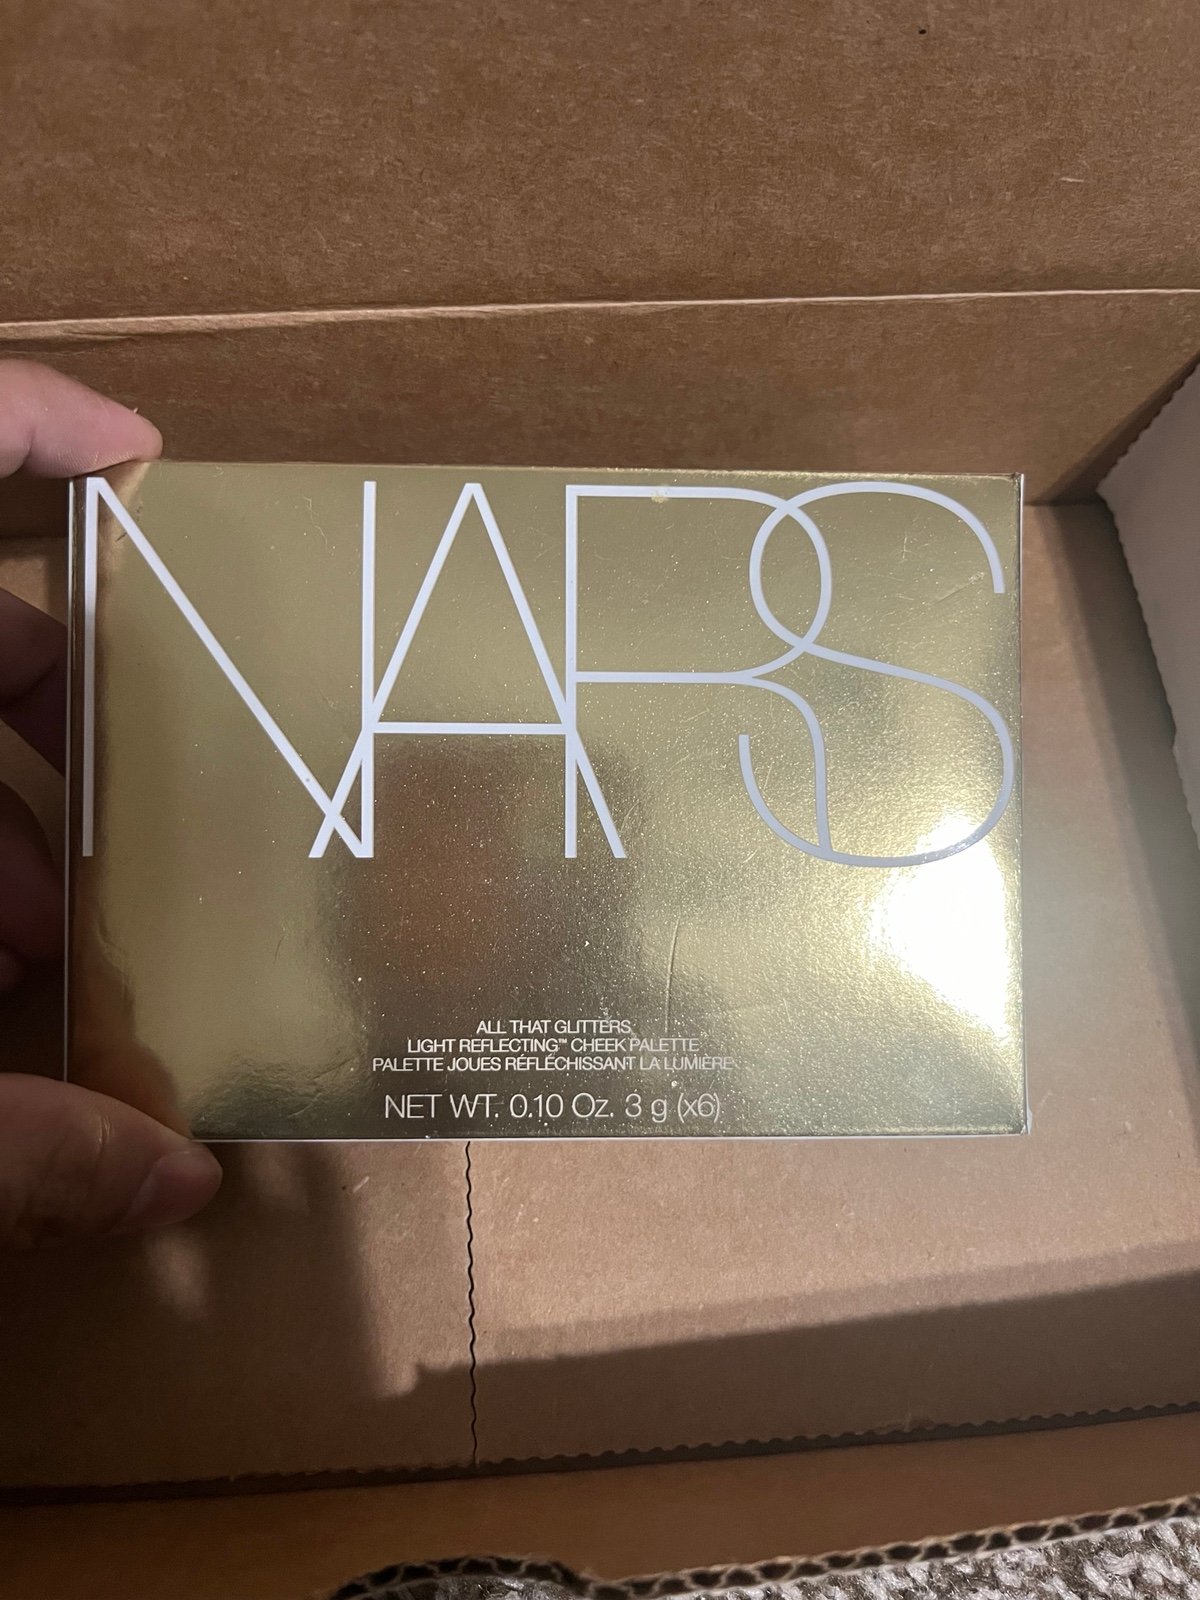 NARS
ALL THAT GLITTERS
LIGHT REFLECTING™ CHEEK PALETTE
PALETTE JOUES RÉFLÉCHISSANT LA LUMIÈRE
NET WT. 0.10 Oz. 3 g (x6)